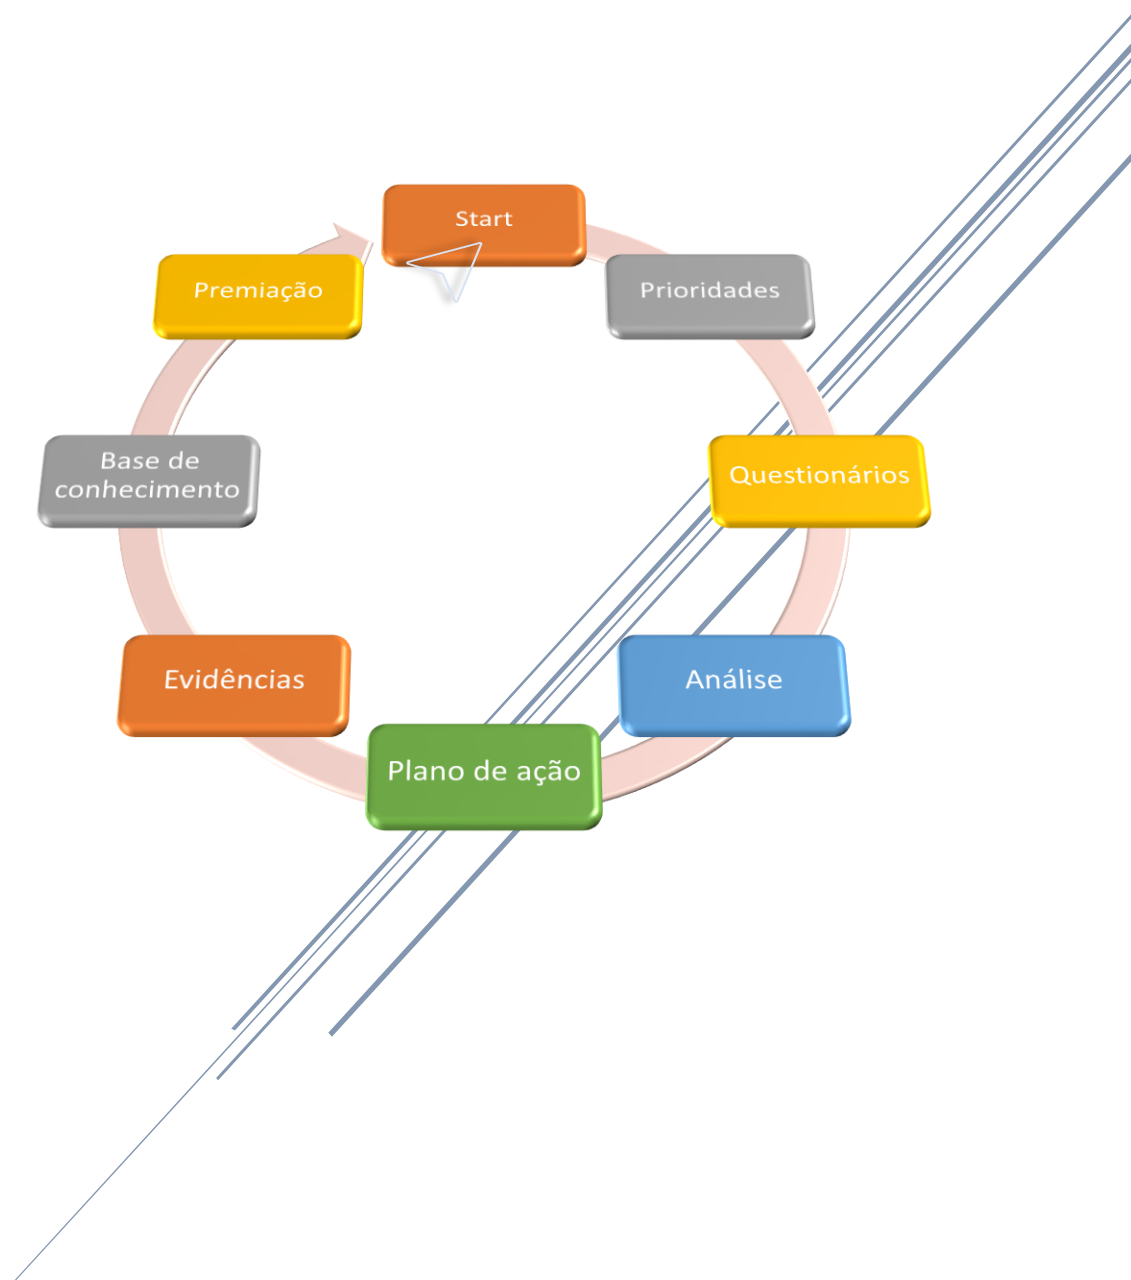 Start
Prioridades
Questionários
Análise
Plano de ação
Evidências
Base de
conhecimento
Premiação